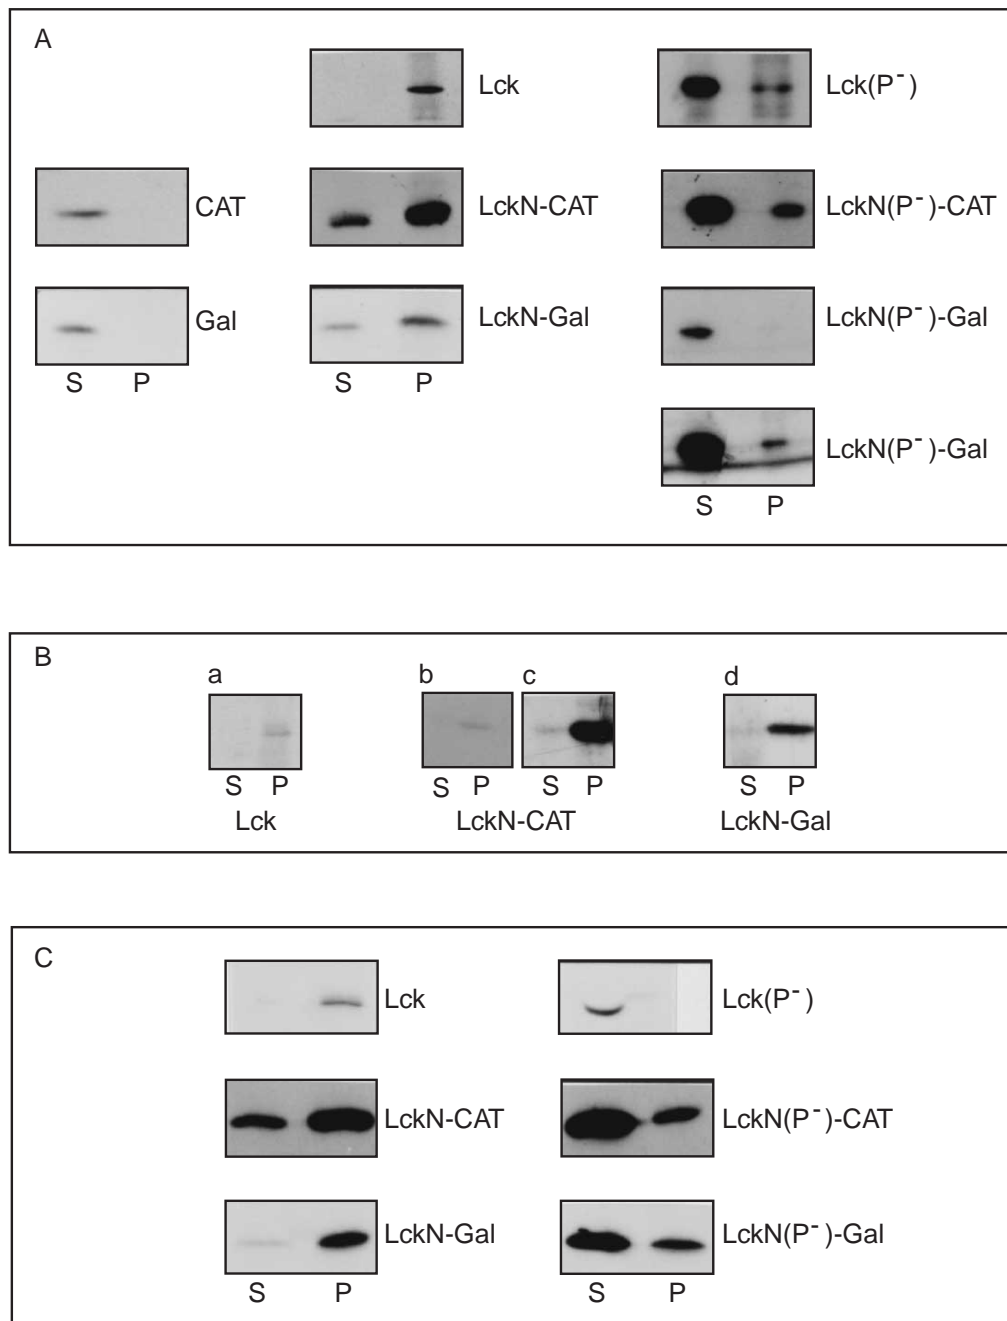 A
Lck
Lck(P⁻)
CAT
LckN-CAT
LckN(P⁻)-CAT
Gal
LckN-Gal
LckN(P⁻)-Gal
S P
S P
LckN(P⁻)-Gal
S P
B
a
b
c
d
S P
S P
S P
S P
Lck
LckN-CAT
LckN-Gal
C
Lck
Lck(P⁻)
LckN-CAT
LckN(P⁻)-CAT
LckN-Gal
LckN(P⁻)-Gal
S P
S P